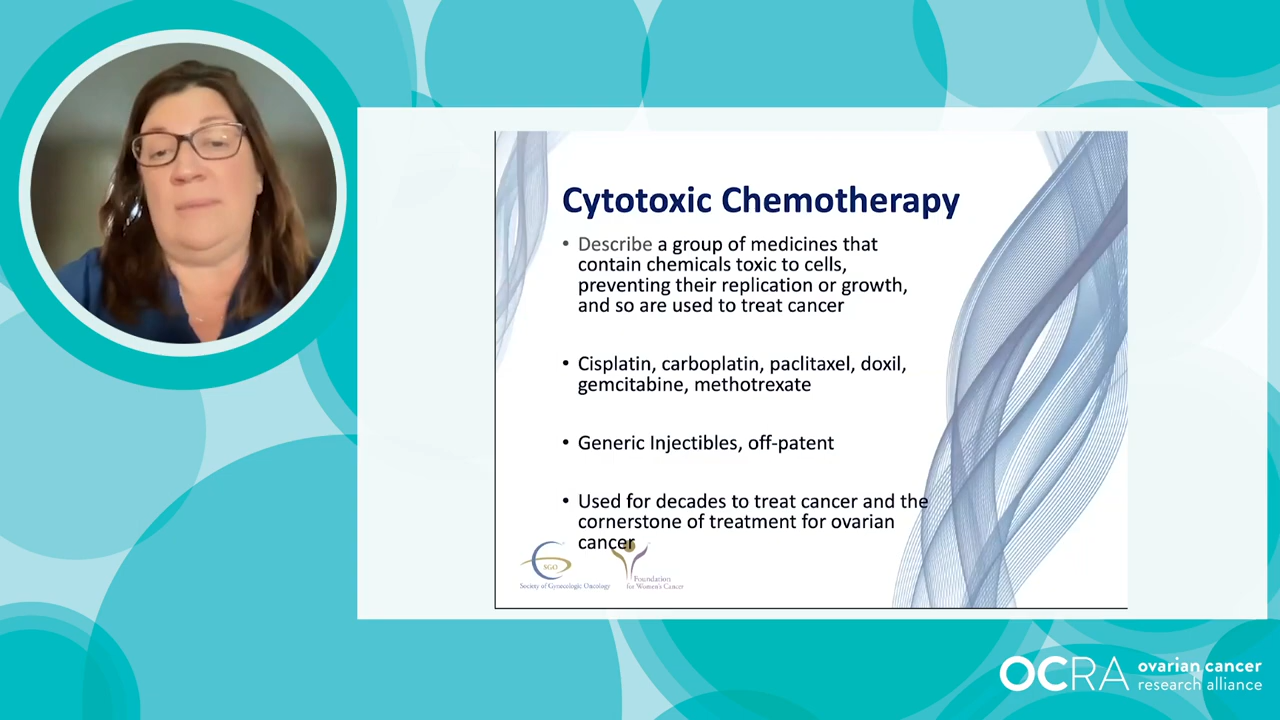 Cytotoxic Chemotherapy
• Describe a group of medicines that
contain chemicals toxic to cells,
preventing their replication or growth,
and so are used to treat cancer
• Cisplatin, carboplatin, paclitaxel, doxil,
gemcitabine, methotrexate
• Generic Injectibles, off-patent
• Used for decades to treat cancer and the
cornerstone of treatment for ovarian
cancer
SGO
Society of Gynecologic Oncology
Foundation
for Women's Cancer
OCRA
ovarian cancer
research alliance